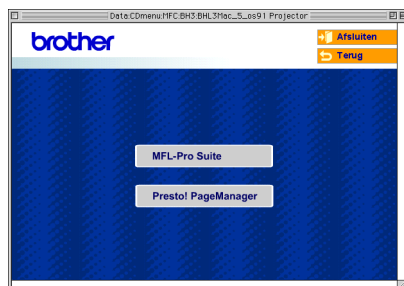 Data:CDmenu:MFC:BH3:BHL3Mac_5_os91 Projector
brother
Afsluiten
Terug
MFL-Pro Suite
Presto! PageManager